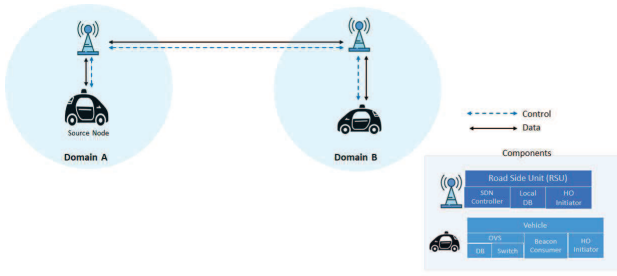 Source Node
Domain A
Domain B
Control
Data
Components
Road Side Unit (RSU)
SDN Controller
Local DB
HO Initiator
Vehicle
OVS
DB
Switch
Beacon Consumer
HO Initiator